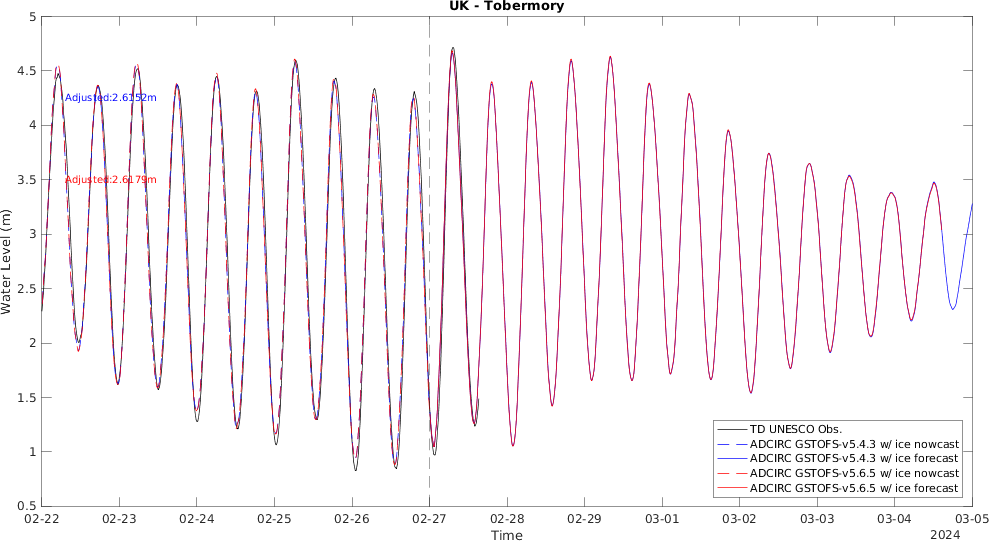 UK - Tobermory
5
4.5
4
3.5
3
2.5
2
1.5
1
0.5
Water Level (m)
Adjusted:2.6152m
Adjusted:2.6179m
TD UNESCO Obs.
ADCIRC GSTOFS-v5.4.3 w/ ice nowcast
ADCIRC GSTOFS-v5.4.3 w/ ice forecast
ADCIRC GSTOFS-v5.6.5 w/ ice nowcast
ADCIRC GSTOFS-v5.6.5 w/ ice forecast
02-22 02-23 02-24 02-25 02-26 02-27 02-28 02-29 03-01 03-02 03-03 03-04 03-05
Time
2024